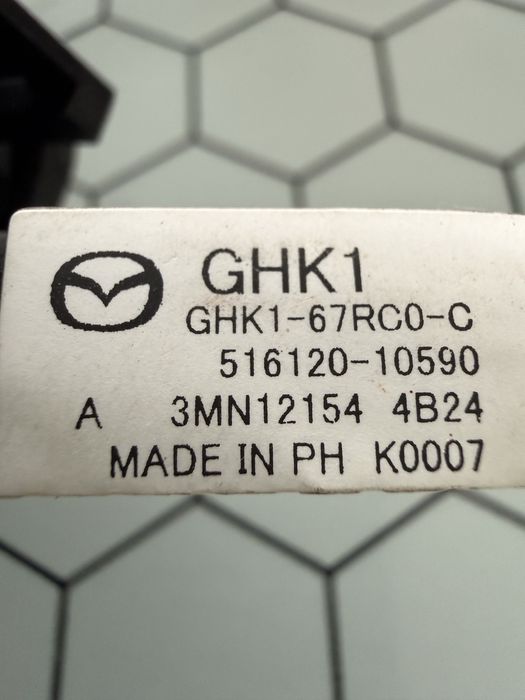 GHK1
GHK1-67RC0-C
516120-10590
A 3MN12154 4B24
MADE IN PH K0007